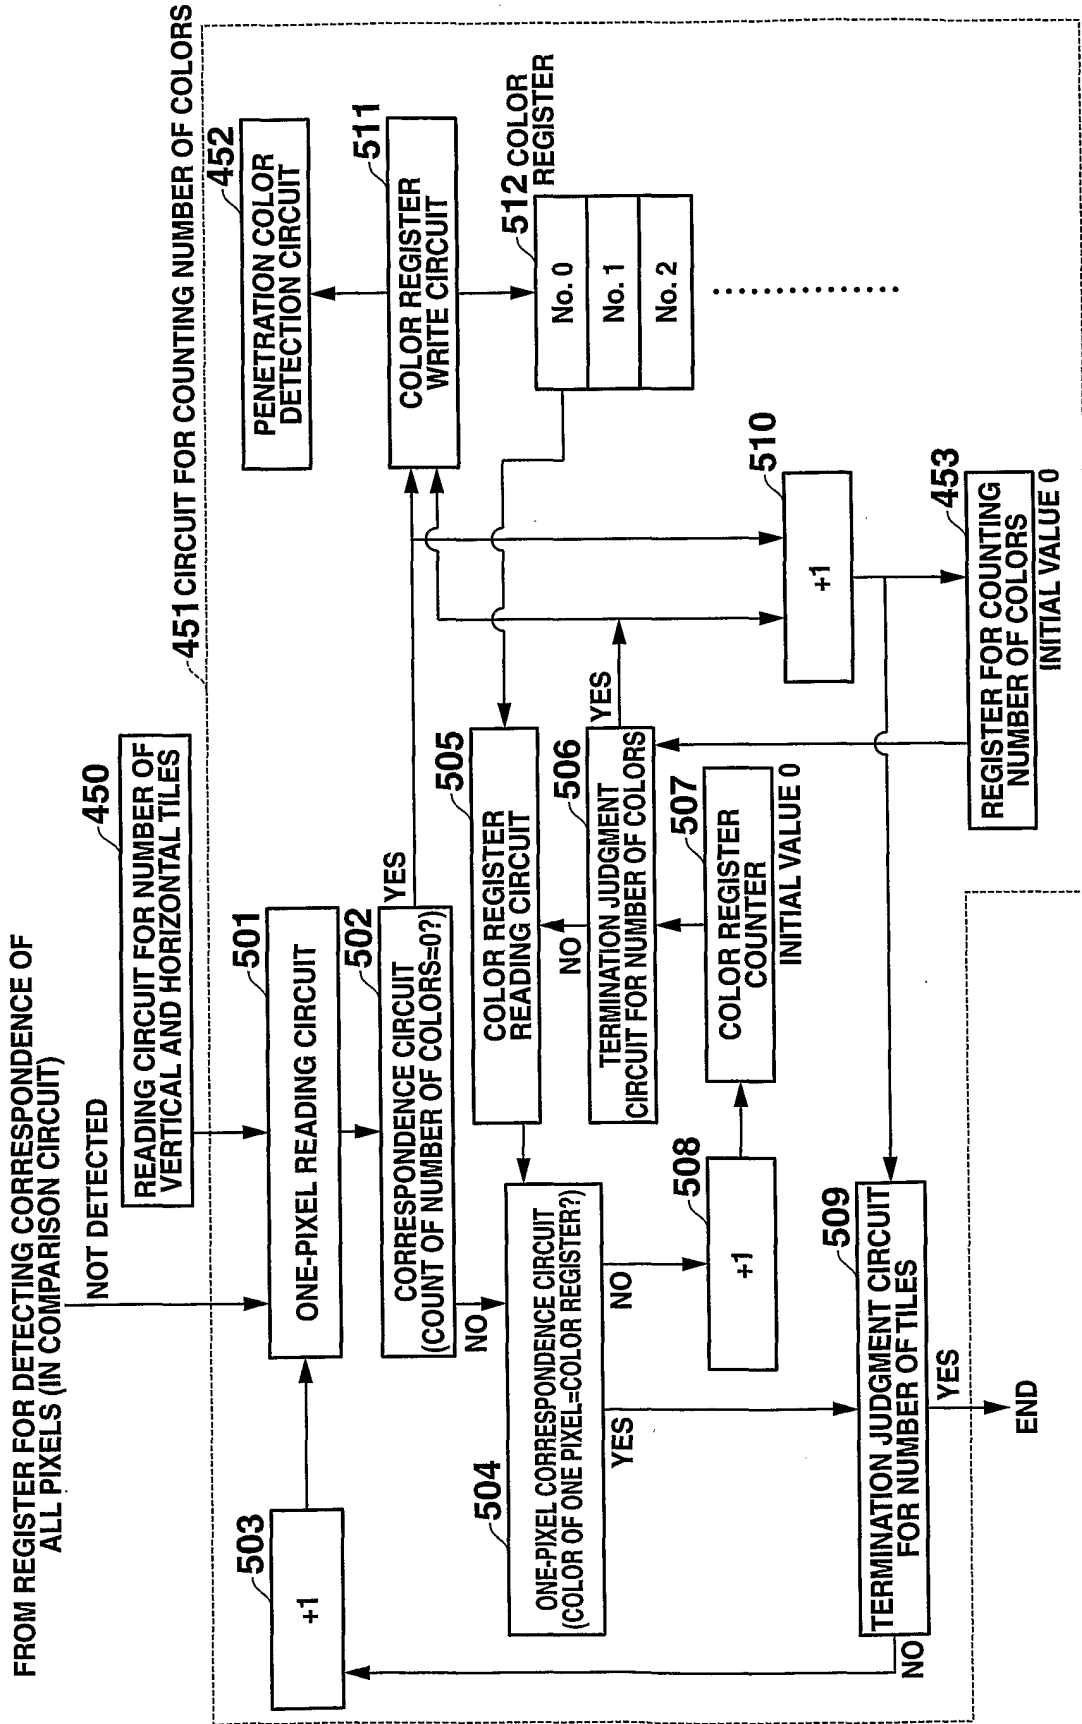 FROM REGISTER FOR DETECTING CORRESPONDENCE OF
ALL PIXELS (IN COMPARISON CIRCUIT)
NOT DETECTED
450
READING CIRCUIT FOR NUMBER OF
VERTICAL AND HORIZONTAL TILES
451 CIRCUIT FOR COUNTING NUMBER OF COLORS
503
+1
501
ONE-PIXEL READING CIRCUIT
452
PENETRATION COLOR
DETECTION CIRCUIT
502
CORRESPONDENCE CIRCUIT
(COUNT OF NUMBER OF COLORS=0?)
YES
NO
511
COLOR REGISTER
WRITE CIRCUIT
505
COLOR REGISTER
READING CIRCUIT
512 COLOR
REGISTER
No. 0
No. 1
No. 2
504
ONE-PIXEL CORRESPONDENCE CIRCUIT
(COLOR OF ONE PIXEL=COLOR REGISTER?)
YES
NO
NO
506
TERMINATION JUDGMENT
CIRCUIT FOR NUMBER OF COLORS
YES
508
+1
507
COLOR REGISTER
COUNTER
INITIAL VALUE 0
510
+1
509
TERMINATION JUDGMENT CIRCUIT
FOR NUMBER OF TILES
NO
YES
END
453
REGISTER FOR COUNTING
NUMBER OF COLORS
INITIAL VALUE 0